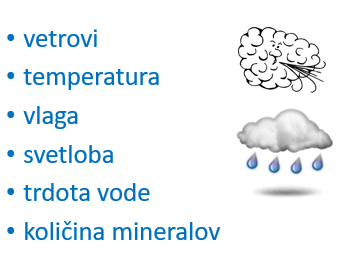 • vetrovi
• temperatura
• vlaga
• svetloba
• trdota vode
• količina mineralov